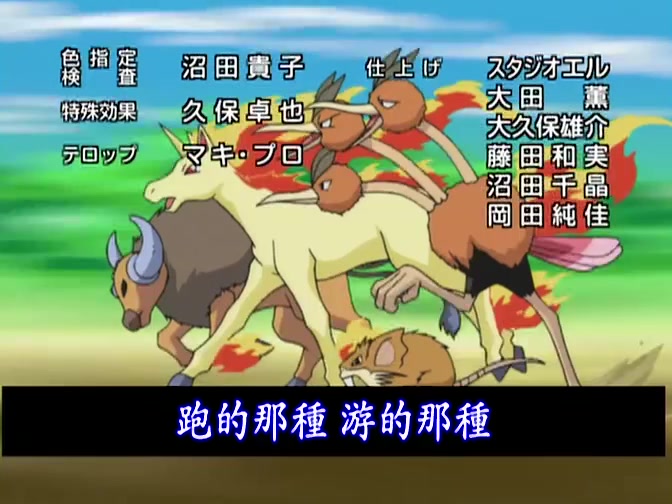 色指定 沼田貴子 仕上げ スタジオエル
検査 大田 薫
特殊効果 久保卓也 大久保雄介
テロップ マキ・プロ 藤田和実
沼田千晶
岡田純佳
跑的那種 游的那種